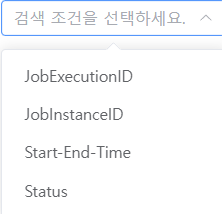 검색 조건을 선택하세요.
JobExecutionID
JobInstanceID
Start-End-Time
Status